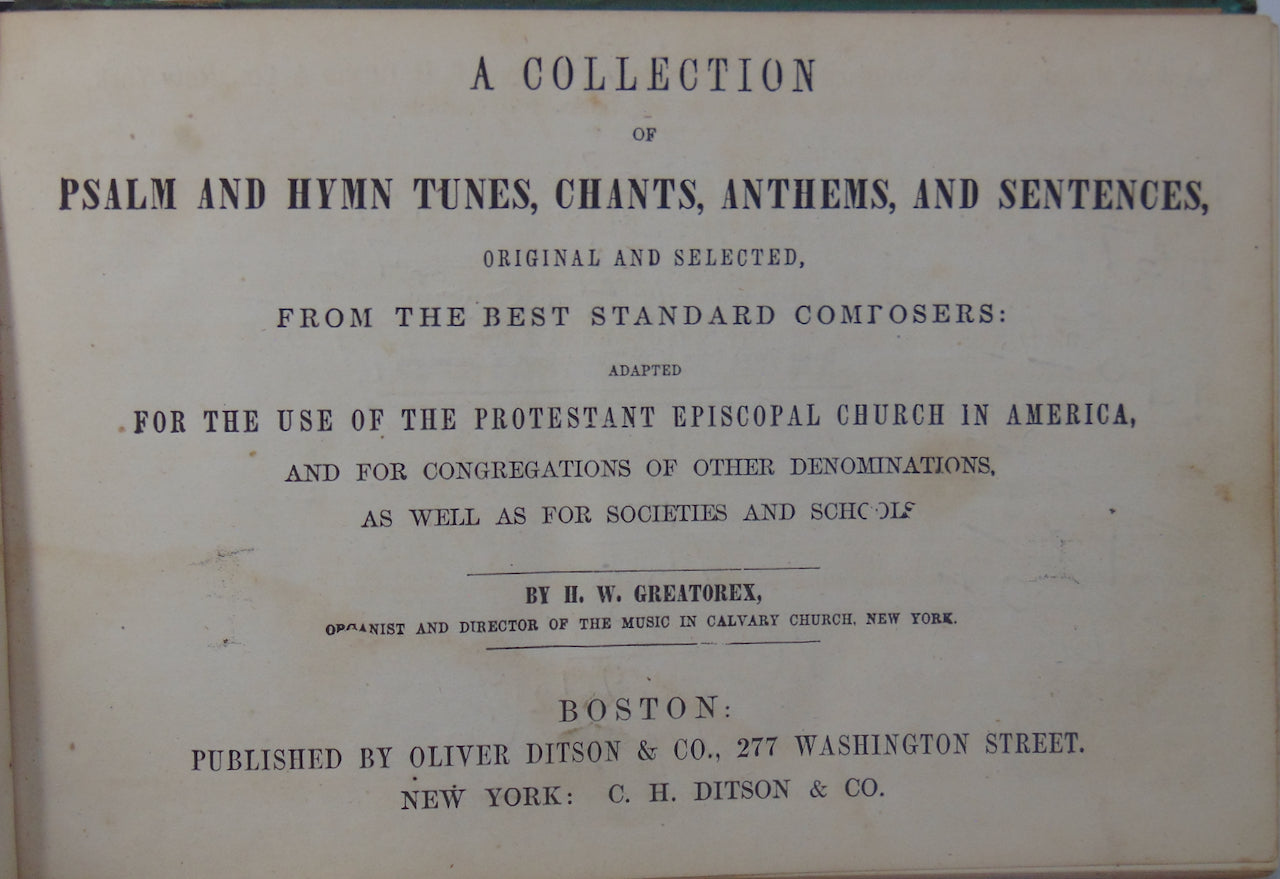 A COLLECTION
OF
PSALM AND HYMN TUNES, CHANTS, ANTHEMS, AND SENTENCES,
ORIGINAL AND SELECTED,
FROM THE BEST STANDARD COMPOSERS:
ADAPTED
FOR THE USE OF THE PROTESTANT EPISCOPAL CHURCH IN AMERICA,
AND FOR CONGREGATIONS OF OTHER DENOMINATIONS,
AS WELL AS FOR SOCIETIES AND SCHOOLS
BY H. W. GREATOREX,
ORGANIST AND DIRECTOR OF THE MUSIC IN CALVARY CHURCH, NEW YORK.
BOSTON:
PUBLISHED BY OLIVER DITSON & CO., 277 WASHINGTON STREET.
NEW YORK: C. H. DITSON & CO.